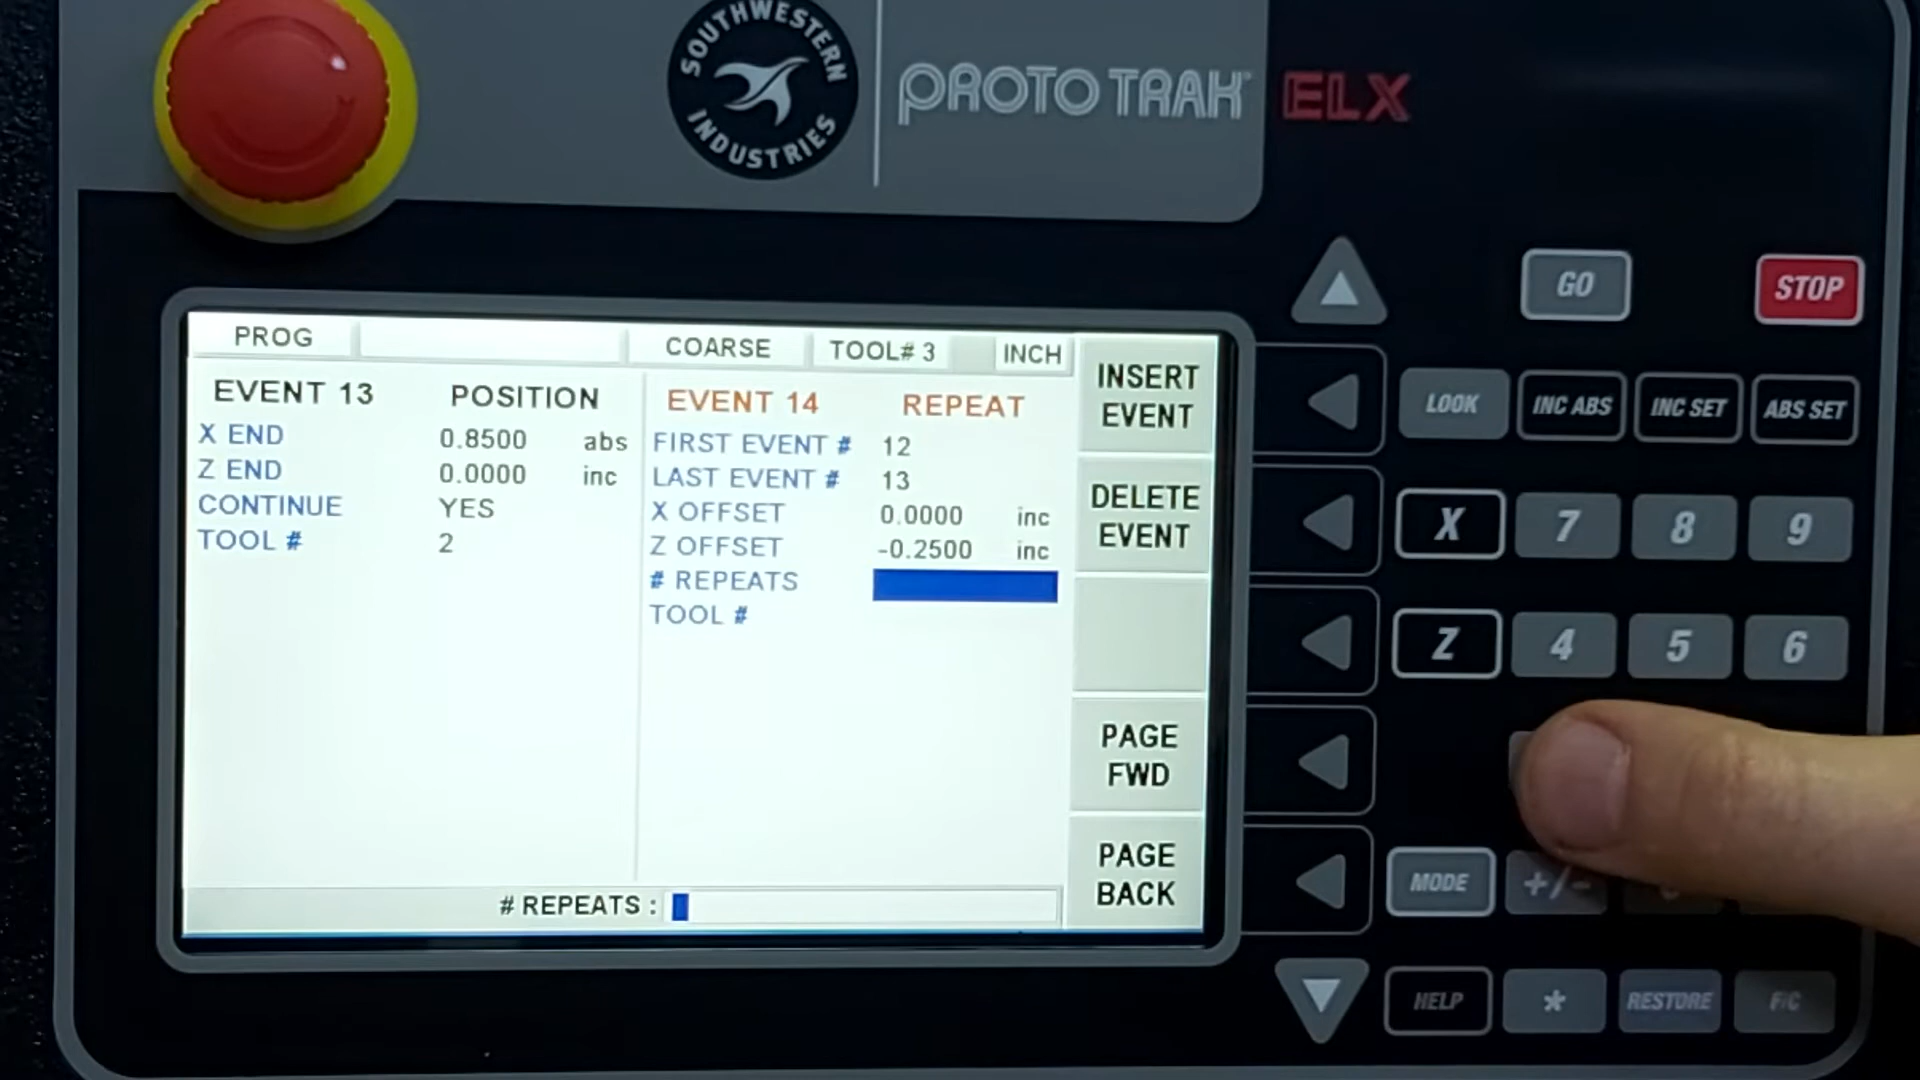 SOUTHWESTERN
INDUSTRIES
PROTOTRAK ELX
GO
STOP
PROG COARSE TOOL# 3 INCH
EVENT 13 POSITION
X END 0.8500 abs
Z END 0.0000 inc
CONTINUE YES
TOOL # 2
EVENT 14 REPEAT
FIRST EVENT # 12
LAST EVENT # 13
X OFFSET 0.0000 inc
Z OFFSET -0.2500 inc
# REPEATS
TOOL #
# REPEATS :
INSERT
EVENT
DELETE
EVENT
PAGE
FWD
PAGE
BACK
LOOK INC ABS INC SET ABS SET
X 7 8 9
Z 4 5 6
MODE +/-
HELP * RESTORE F/C